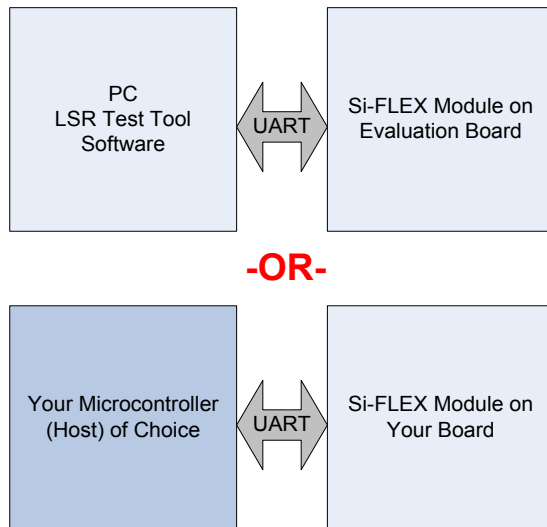 PC
LSR Test Tool
Software
UART
Si-FLEX Module on
Evaluation Board
-OR-
Your Microcontroller
(Host) of Choice
UART
Si-FLEX Module on
Your Board